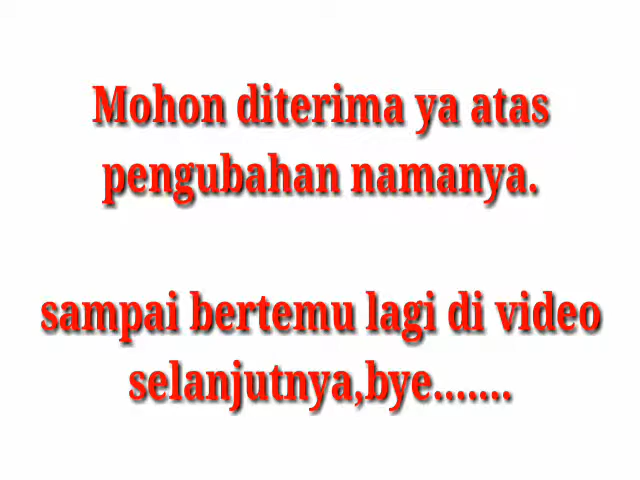 Mohon diterima ya atas
pengubahan namanya.
sampai bertemu lagi di video
selanjutnya,bye.......